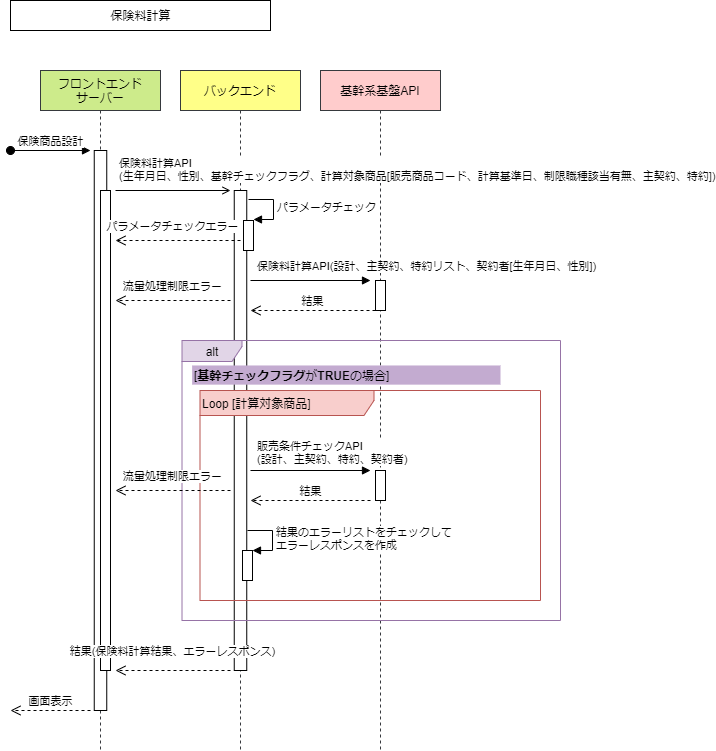 保険料計算
フロントエンド
サーバー
バックエンド
基幹系基盤API
保険商品設計
保険料計算API
(生年月日、性別、基幹チェックフラグ、計算対象商品[販売商品コード、計算基準日、制限職種該当有無、主契約、特約])
パラメータチェック
パラメータチェックエラー
保険料計算API(設計、主契約、特約リスト、契約者[生年月日、性別])
流量処理制限エラー
結果
alt
[基幹チェックフラグがTRUEの場合]
Loop [計算対象商品]
販売条件チェックAPI
(設計、主契約、特約、契約者)
流量処理制限エラー
結果
結果のエラーリストをチェックして
エラーレスポンスを作成
結果(保険料計算結果、エラーレスポンス)
画面表示